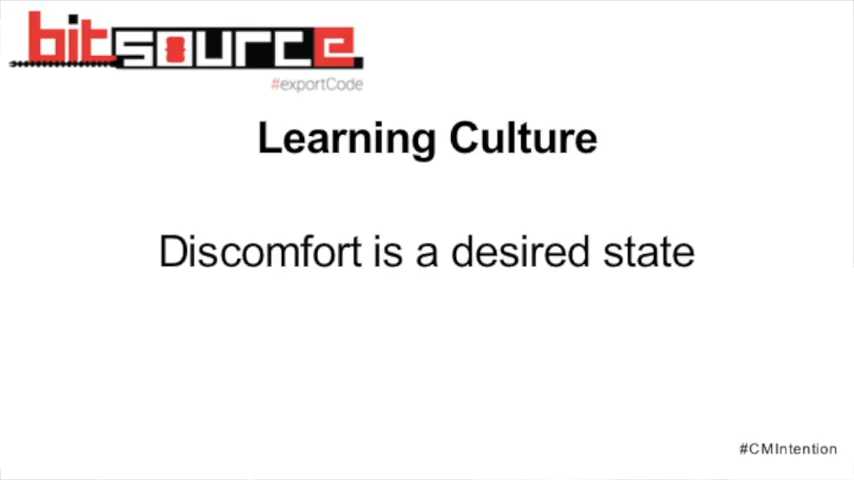 bitsource
#exportCode
Learning Culture
Discomfort is a desired state
#CMIntention